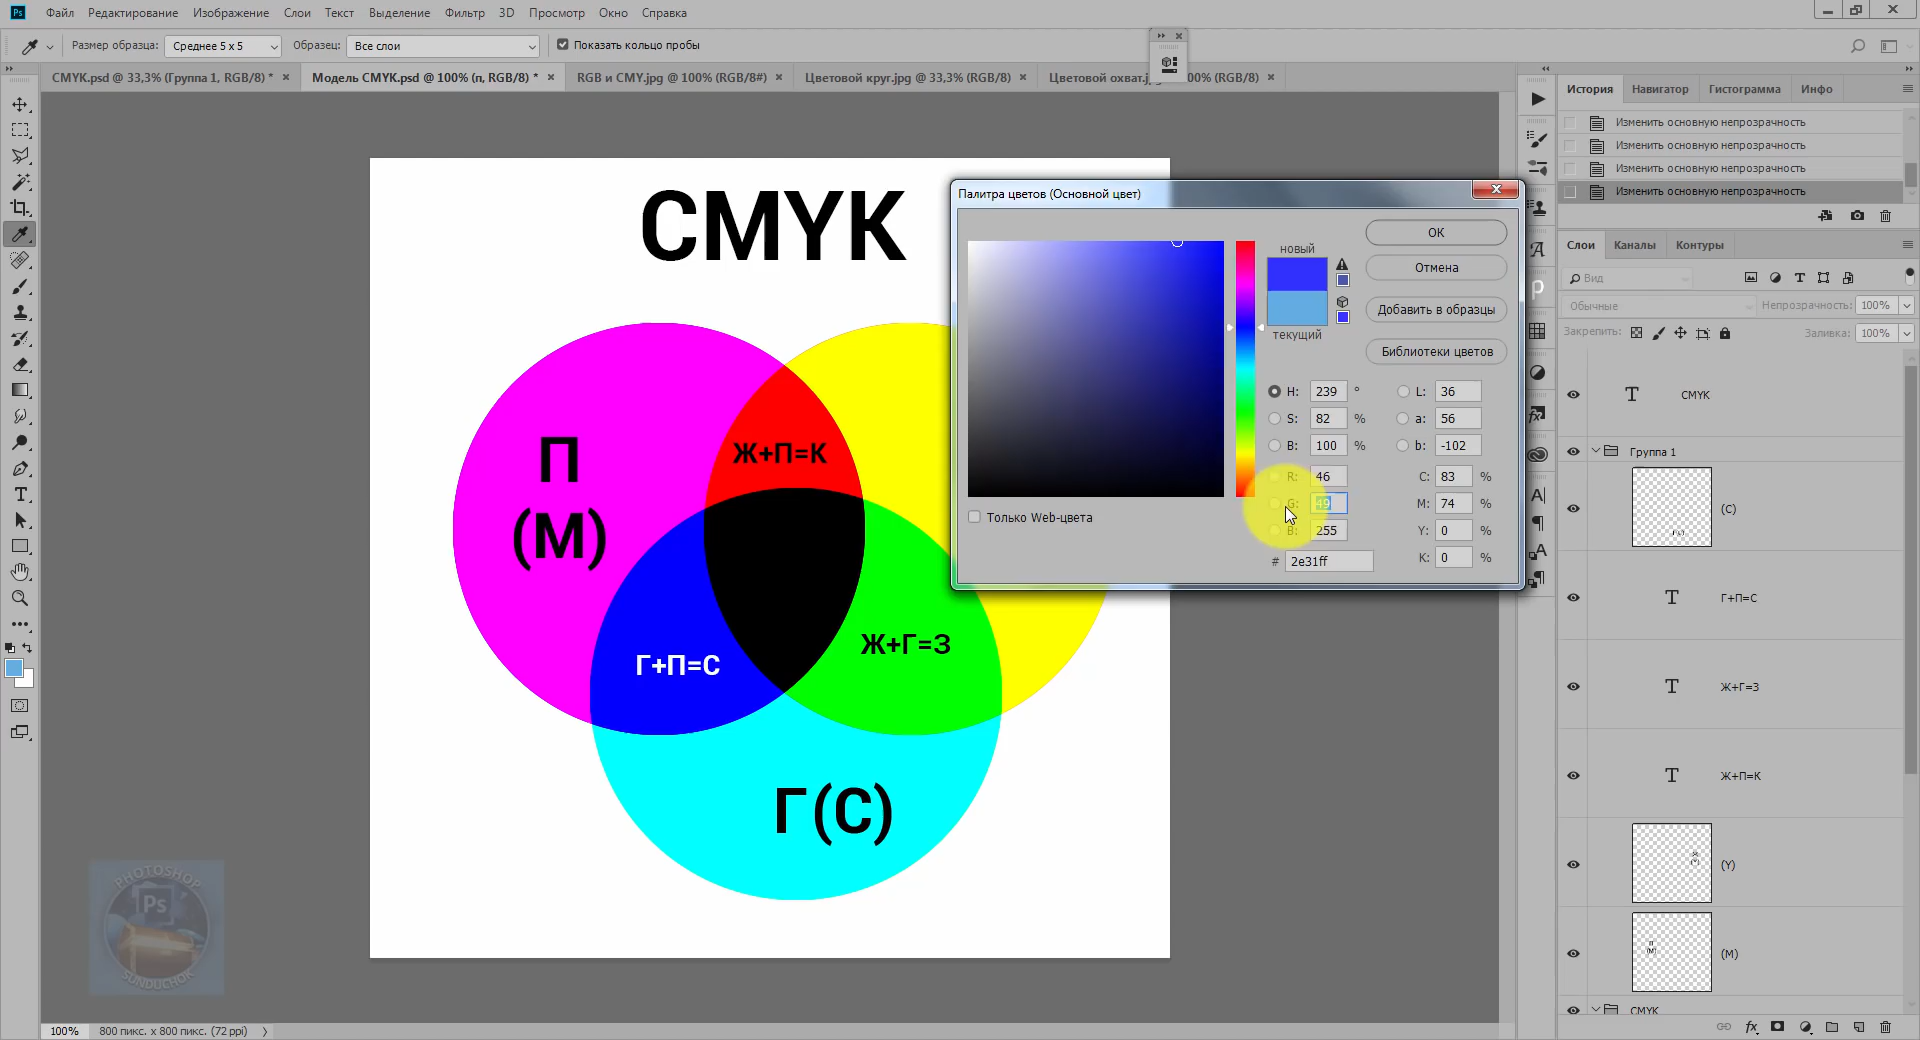 Ps Файл Редактирование Изображение Слои Текст Выделение Фильтр 3D Просмотр Окно Справка
Размер образца: Среднее 5 x 5 Образец: Все слои Показать кольцо пробы
CMYK.psd @ 33,3% (Группа 1, RGB/8) * Модель CMYK.psd @ 100% (п, RGB/8) * RGB и CMY.jpg @ 100% (RGB/8#) Цветовой круг.jpg @ 33,3% (RGB/8) Цветовой охват. 00% (RGB/8)
История Навигатор Гистограмма Инфо
Изменить основную непрозрачность
Изменить основную непрозрачность
Изменить основную непрозрачность
Изменить основную непрозрачность
CMYK
П
(M)
Ж+П=К
Г+П=С
Ж+Г=З
Г(С)
Палитра цветов (Основной цвет)
новый
текущий
ОК
Отмена
Добавить в образцы
Библиотеки цветов
H: 239 ° L: 36
S: 82 % a: 56
B: 100 % b: -102
R: 46 C: 83 %
G: 49 M: 74 %
B: 255 Y: 0 %
# 2e31ff K: 0 %
Только Web-цвета
Слои Каналы Контуры
Вид
Обычные Непрозрачность: 100%
Закрепить: Заливка: 100%
CMYK
Группа 1
(C)
Г+П=С
Ж+Г=З
Ж+П=К
(Y)
(M)
CMYK
PHOTOSHOP
Ps
SUNDUCHOK
100% 800 пикс. x 800 пикс. (72 ppi)